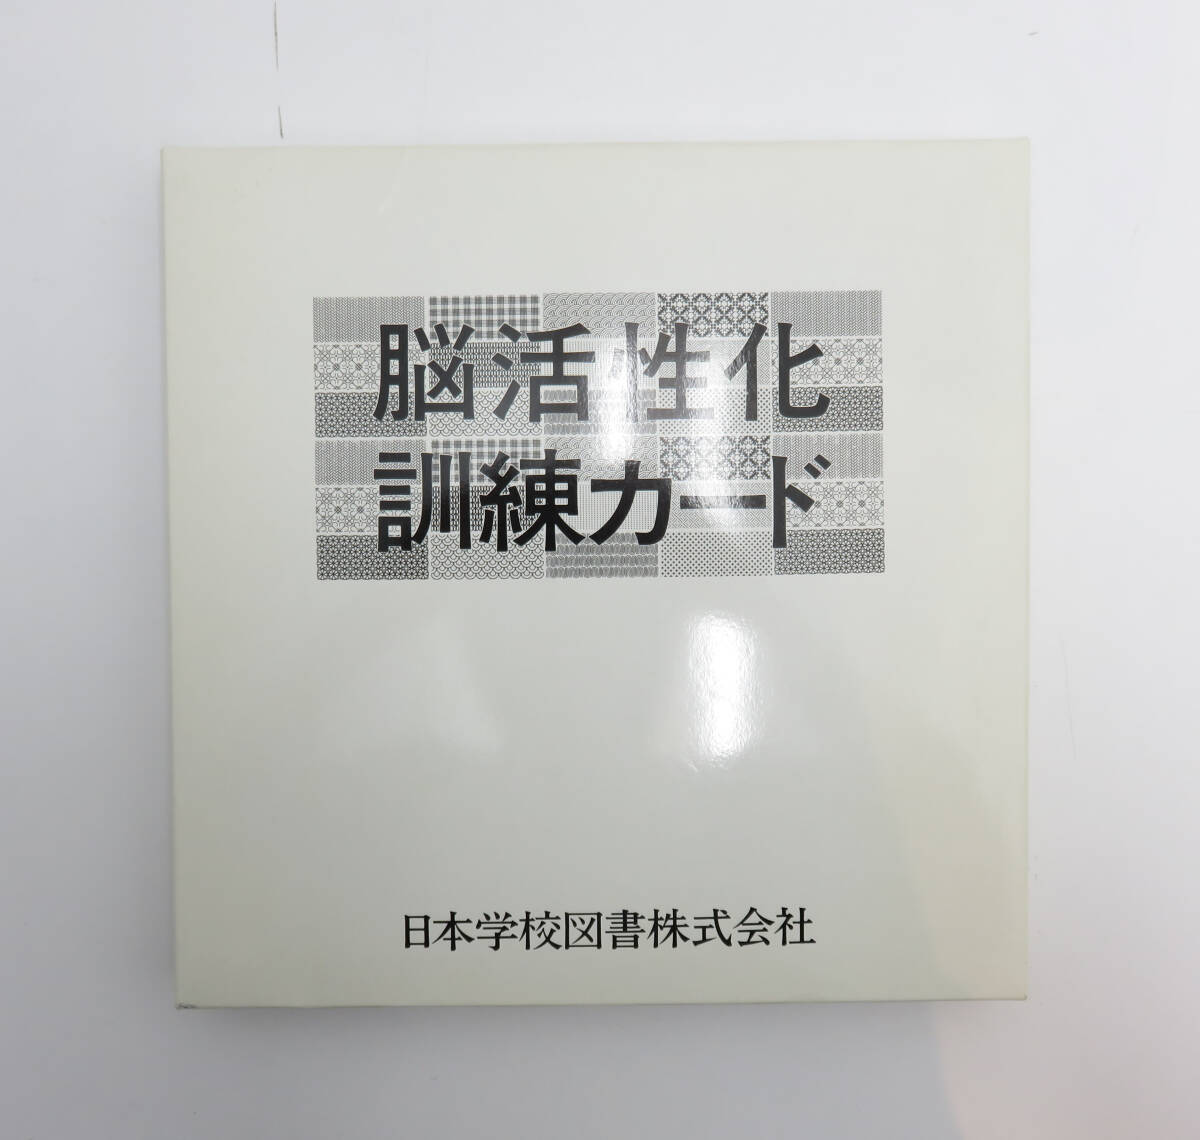 脳活性化
訓練カード
日本学校図書株式会社